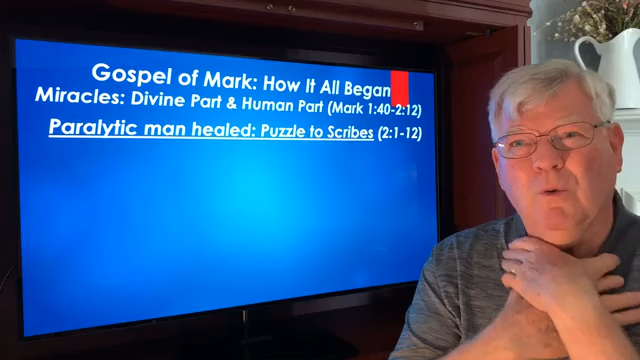 Gospel of Mark: How It All Began
Miracles: Divine Part & Human Part (Mark 1:40-2:12)
Paralytic man healed: Puzzle to Scribes (2:1-12)